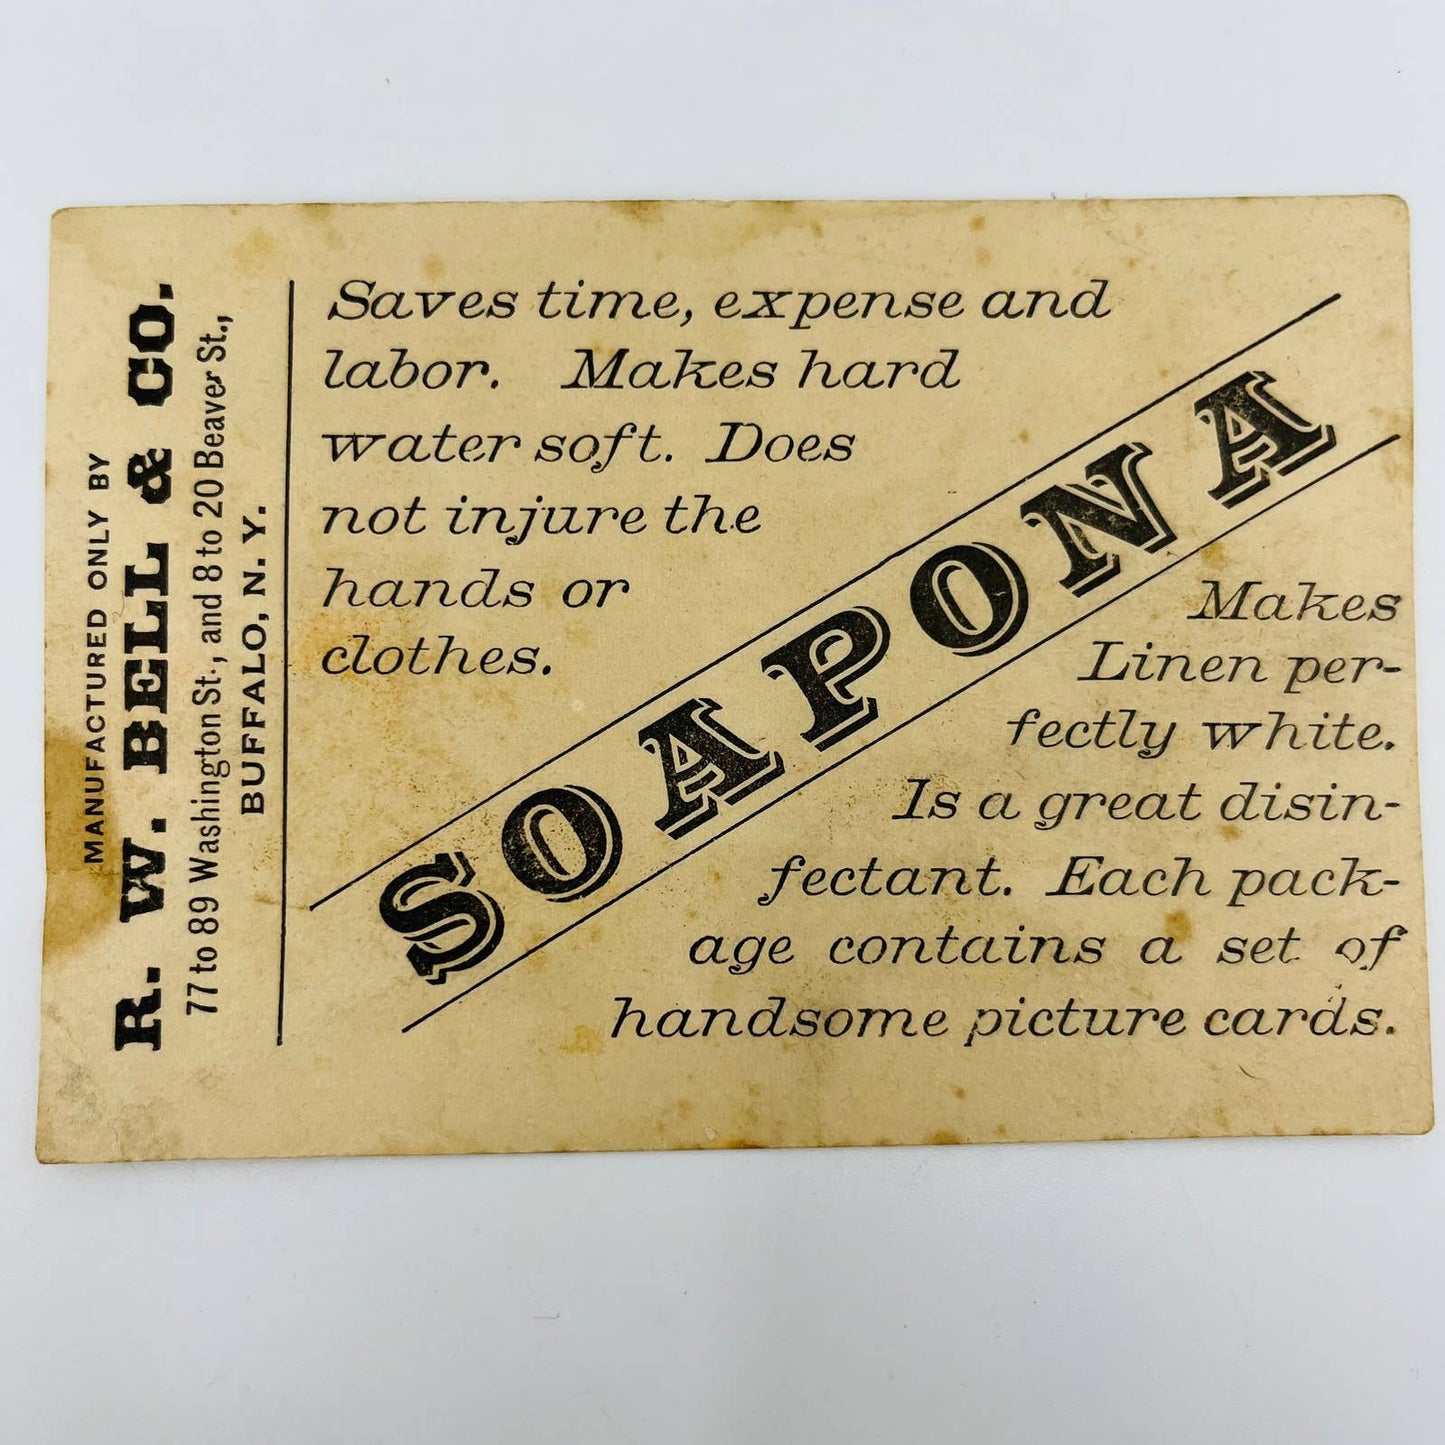 MANUFACTURED ONLY BY
R. W. BELL & CO.
77 to 89 Washington St., and 8 to 20 Beaver St.,
BUFFALO, N. Y.
Saves time, expense and
labor. Makes hard
water soft. Does
not injure the
hands or
clothes.
SOAPONA
Makes
Linen per-
fectly white.
Is a great disin-
fectant. Each pack-
age contains a set of
handsome picture cards.